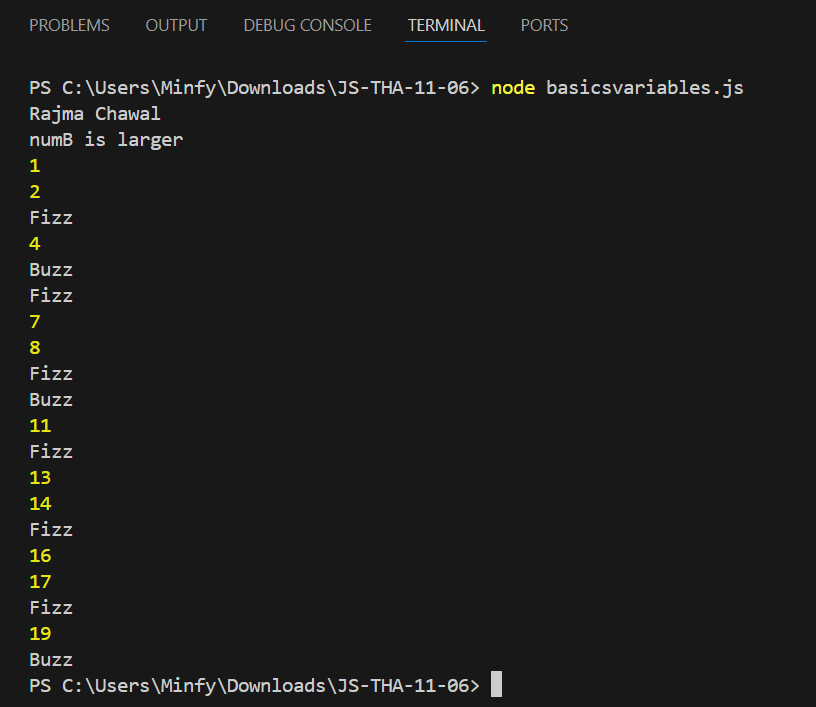 PROBLEMS OUTPUT DEBUG CONSOLE TERMINAL PORTS
PS C:\Users\Minfy\Downloads\JS-THA-11-06> node basicsvariables.js
Rajma Chawal
numB is larger
1
2
Fizz
4
Buzz
Fizz
7
8
Fizz
Buzz
11
Fizz
13
14
Fizz
16
17
Fizz
19
Buzz
PS C:\Users\Minfy\Downloads\JS-THA-11-06>